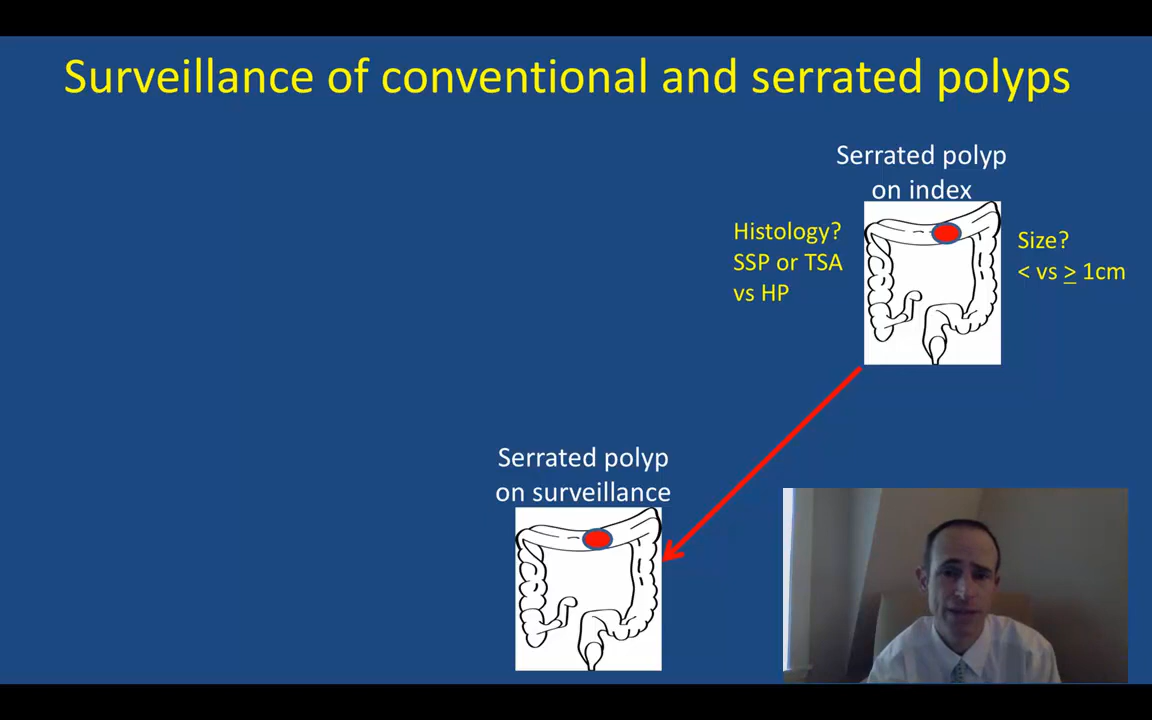 Surveillance of conventional and serrated polyps
Serrated polyp
on index
Histology?
SSP or TSA
vs HP
Size?
< vs ≥ 1cm
Serrated polyp
on surveillance